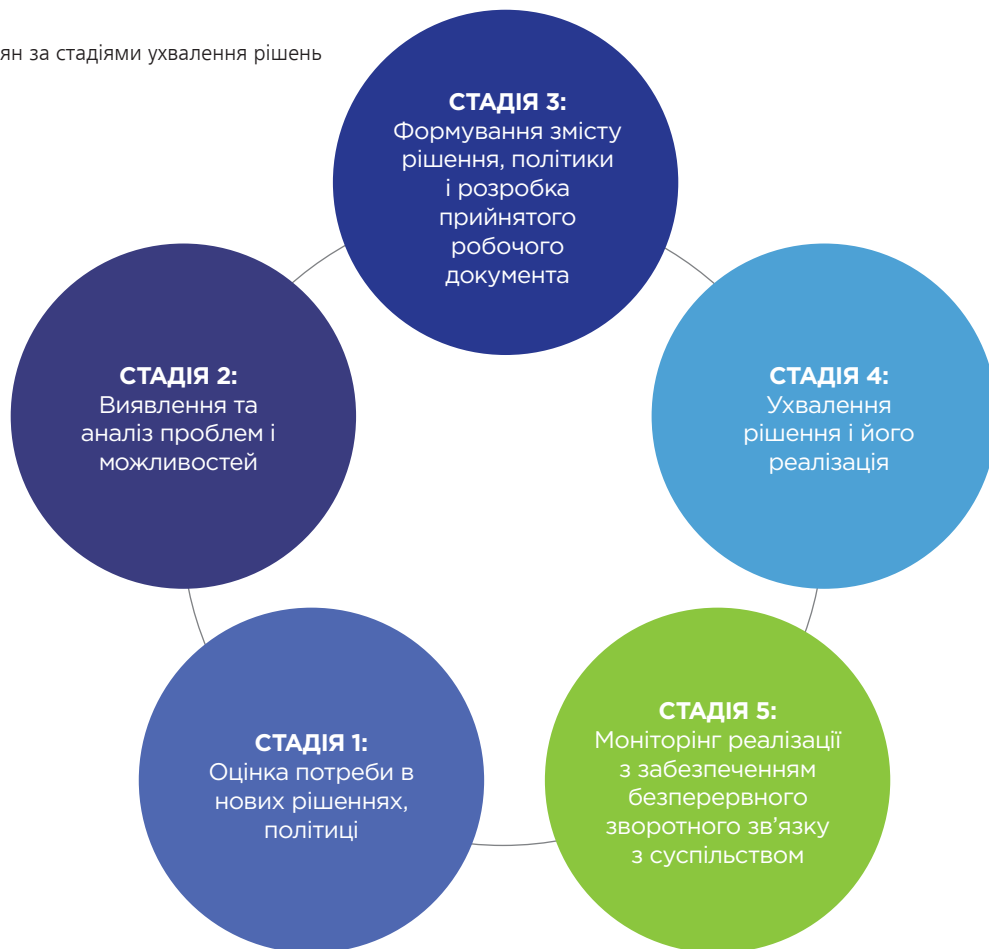 ян за стадіями ухвалення рішень
СТАДІЯ 3:
Формування змісту
рішення, політики
і розробка
прийнятого
робочого
документа
СТАДІЯ 2:
Виявлення та
аналіз проблем і
можливостей
СТАДІЯ 4:
Ухвалення
рішення і його
реалізація
СТАДІЯ 1:
Оцінка потреби в
нових рішеннях,
політиці
СТАДІЯ 5:
Моніторінг реалізації
з забезпеченням
безперервного
зворотного зв’язку
з суспільством